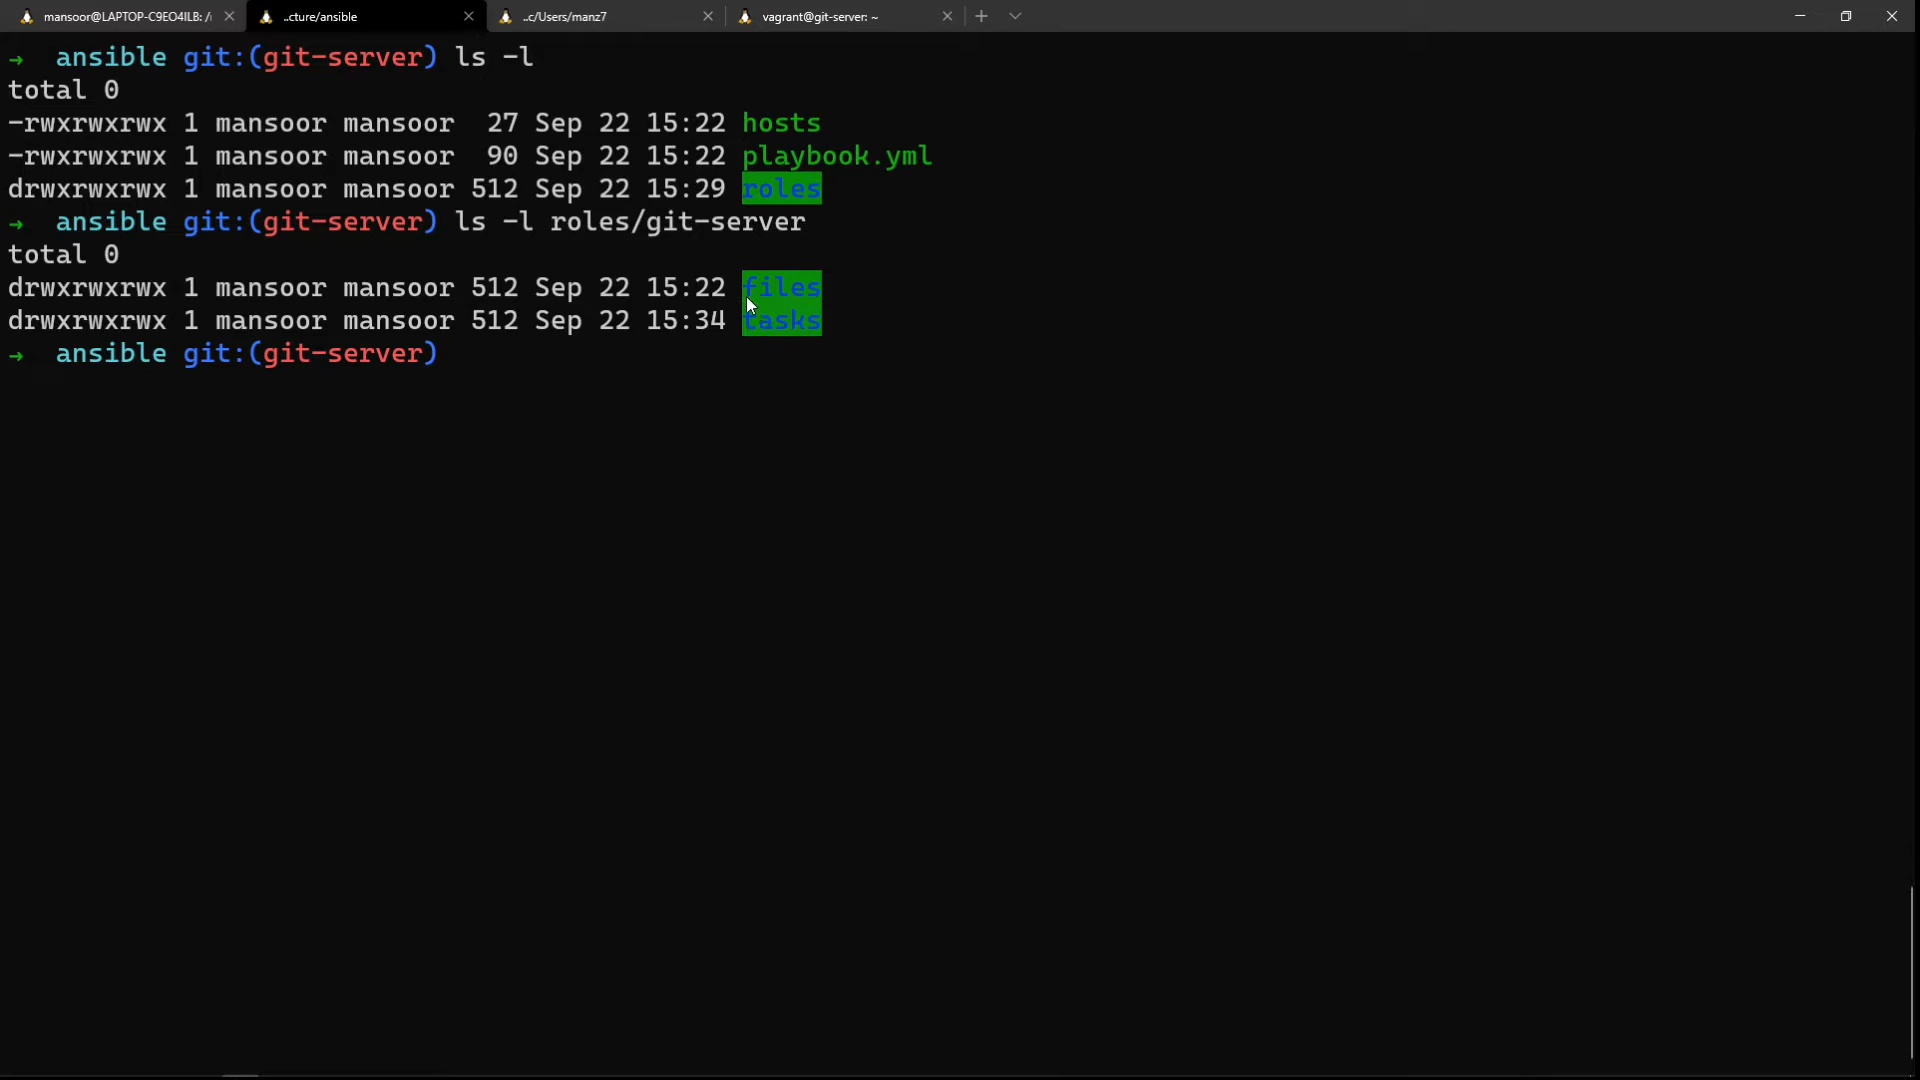 mansoor@LAPTOP-C9EO4ILB: /
..cture/ansible
..c/Users/manz7
vagrant@git-server: ~
→ ansible git:(git-server) ls -l
total 0
-rwxrwxrwx 1 mansoor mansoor  27 Sep 22 15:22 hosts
-rwxrwxrwx 1 mansoor mansoor  90 Sep 22 15:22 playbook.yml
drwxrwxrwx 1 mansoor mansoor 512 Sep 22 15:29 roles
→ ansible git:(git-server) ls -l roles/git-server
total 0
drwxrwxrwx 1 mansoor mansoor 512 Sep 22 15:22 files
drwxrwxrwx 1 mansoor mansoor 512 Sep 22 15:34 tasks
→ ansible git:(git-server)